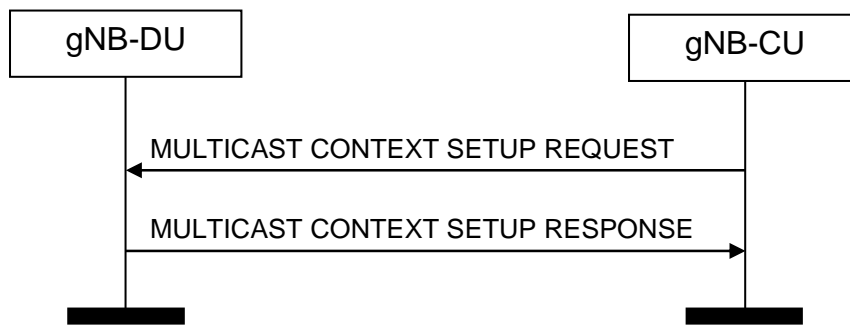 gNB-DU
gNB-CU
MULTICAST CONTEXT SETUP REQUEST
MULTICAST CONTEXT SETUP RESPONSE